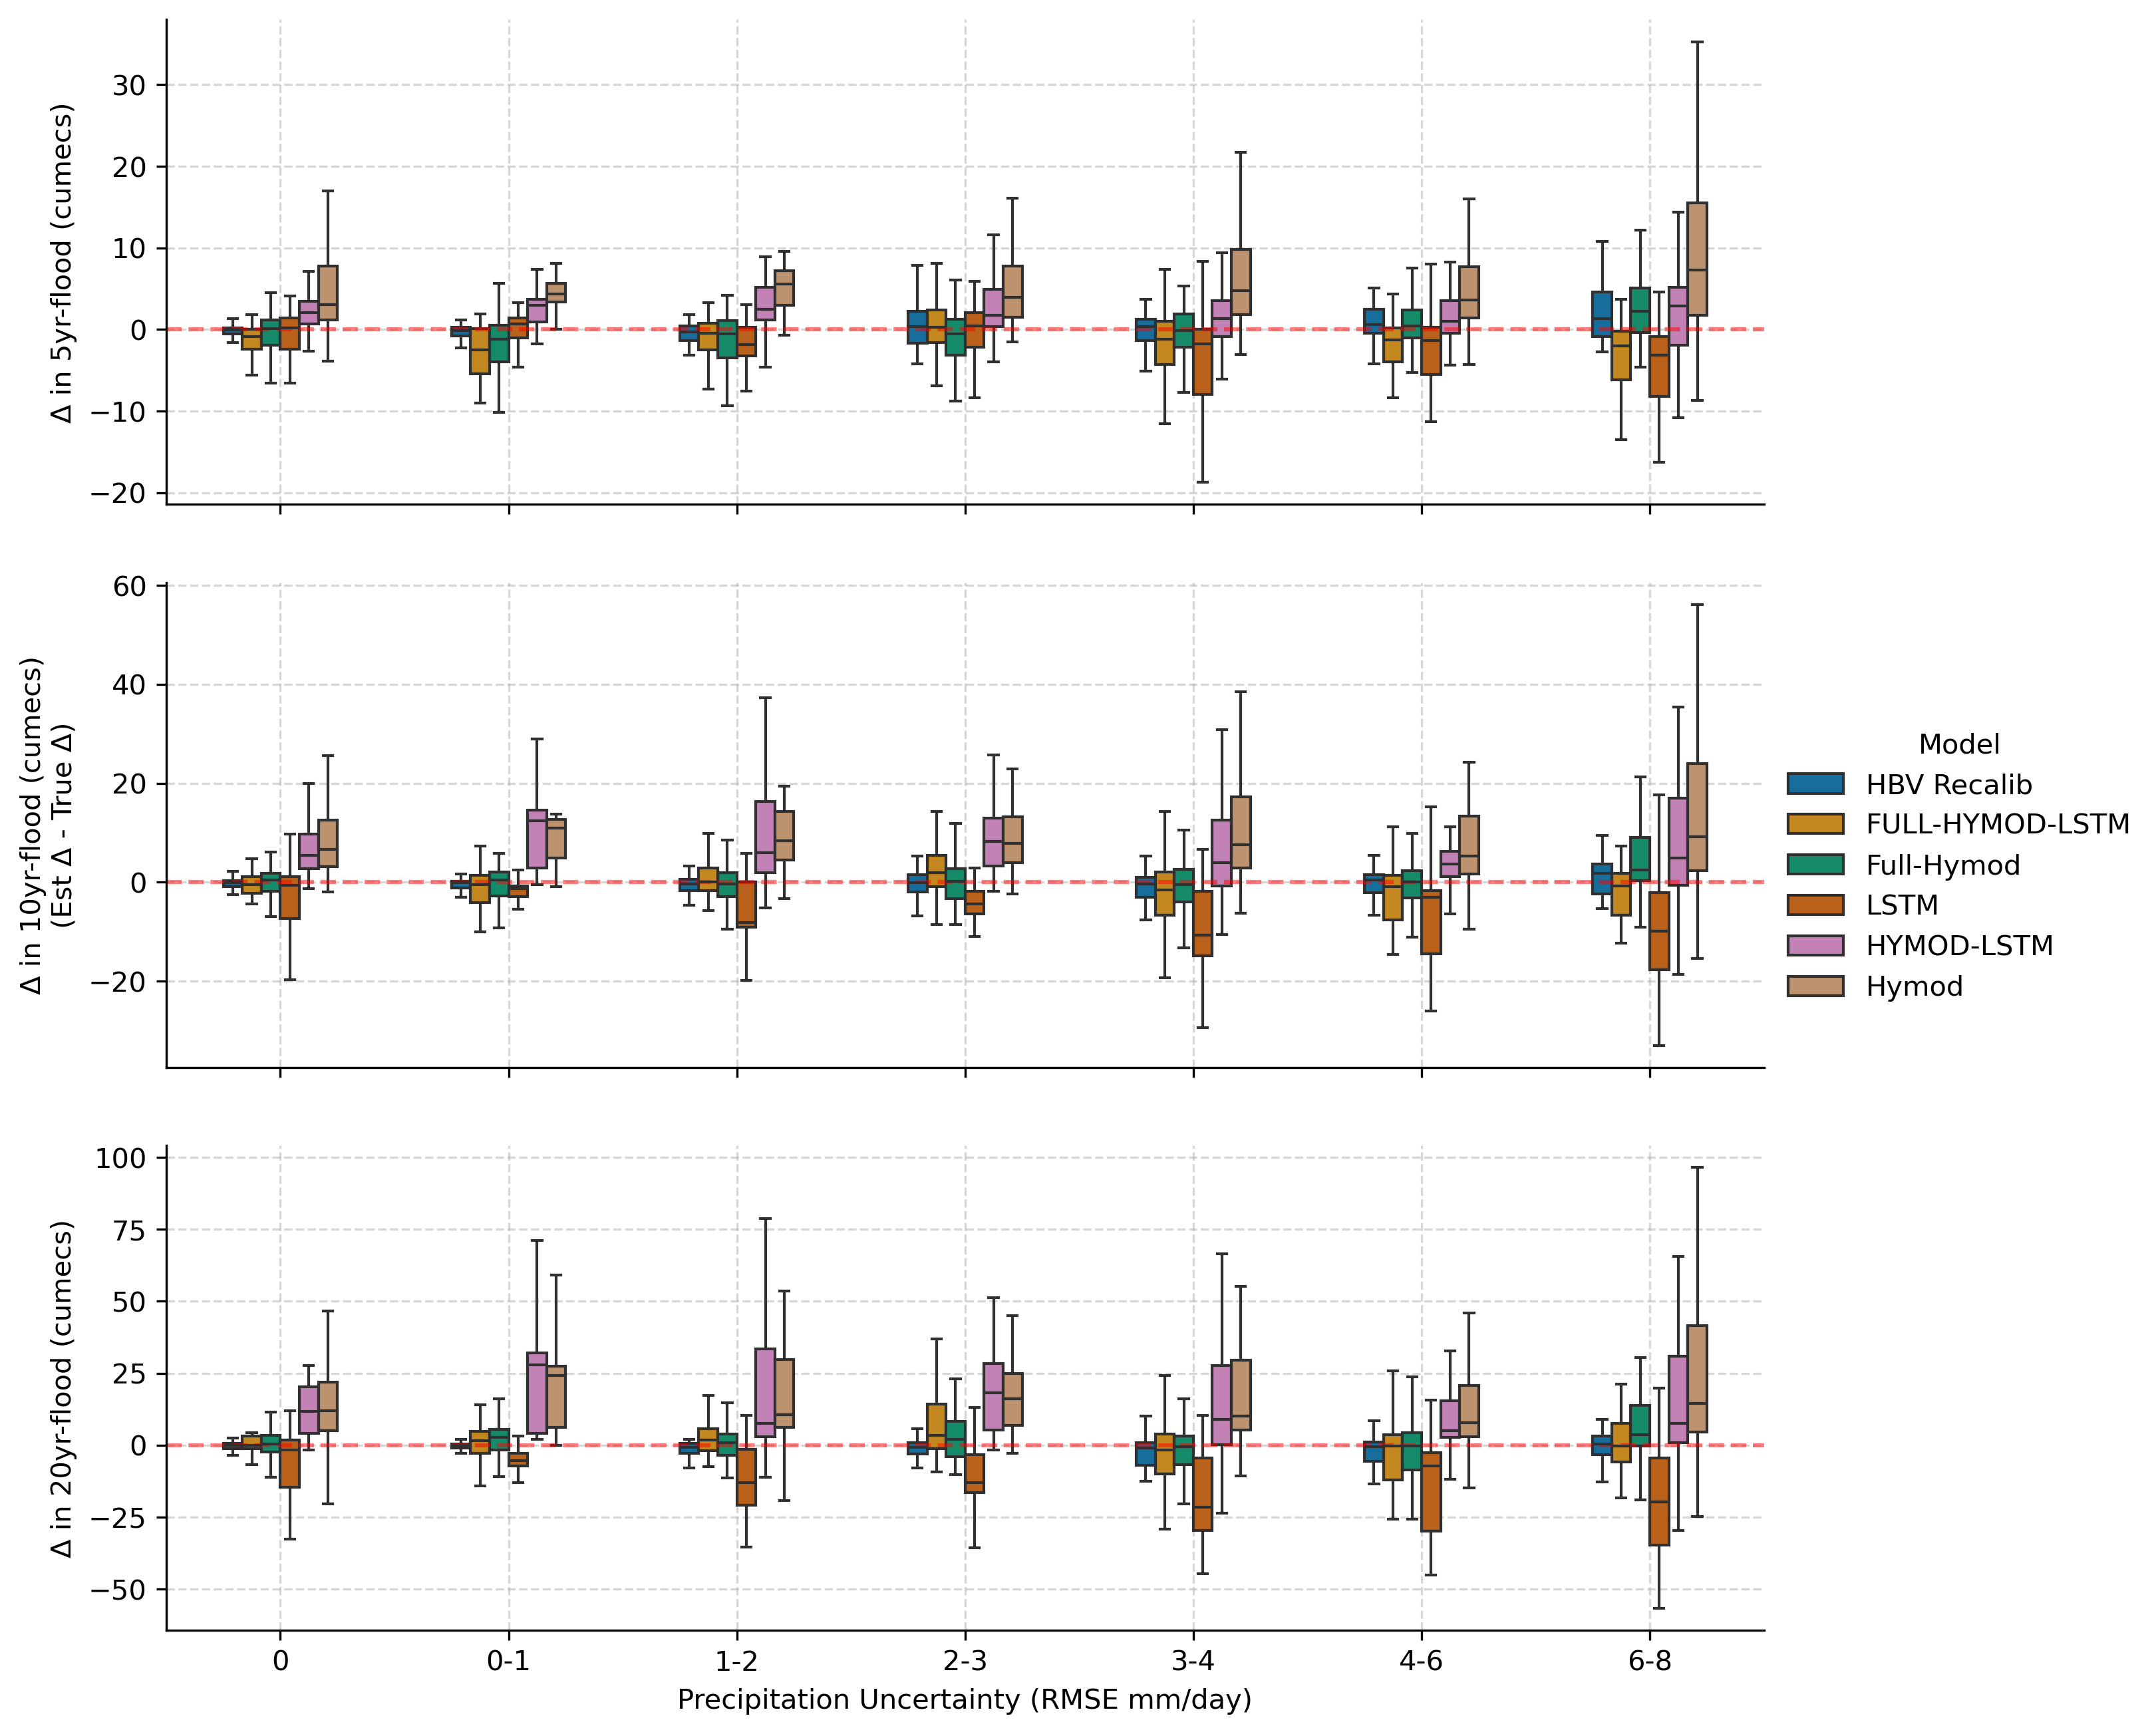 Δ in 5yr-flood (cumecs)
30
20
10
0
−10
−20
Δ in 10yr-flood (cumecs)
(Est Δ - True Δ)
60
40
20
0
−20
Model
HBV Recalib
FULL-HYMOD-LSTM
Full-Hymod
LSTM
HYMOD-LSTM
Hymod
Δ in 20yr-flood (cumecs)
100
75
50
25
0
−25
−50
0 0-1 1-2 2-3 3-4 4-6 6-8
Precipitation Uncertainty (RMSE mm/day)